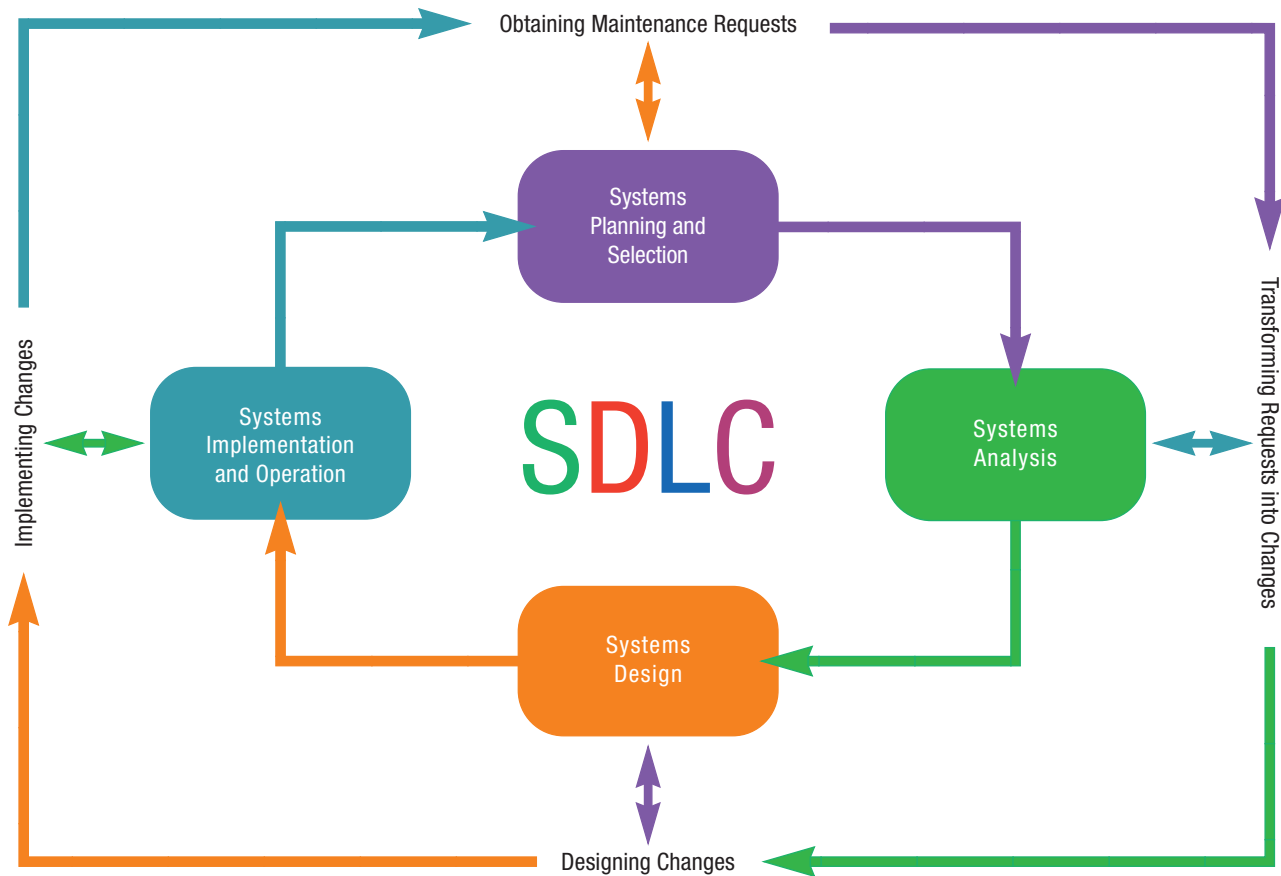 Obtaining Maintenance Requests
Systems
Planning and
Selection
Transforming Requests into Changes
Implementing Changes
Systems
Implementation
and Operation
SDLC
Systems
Analysis
Systems
Design
Designing Changes